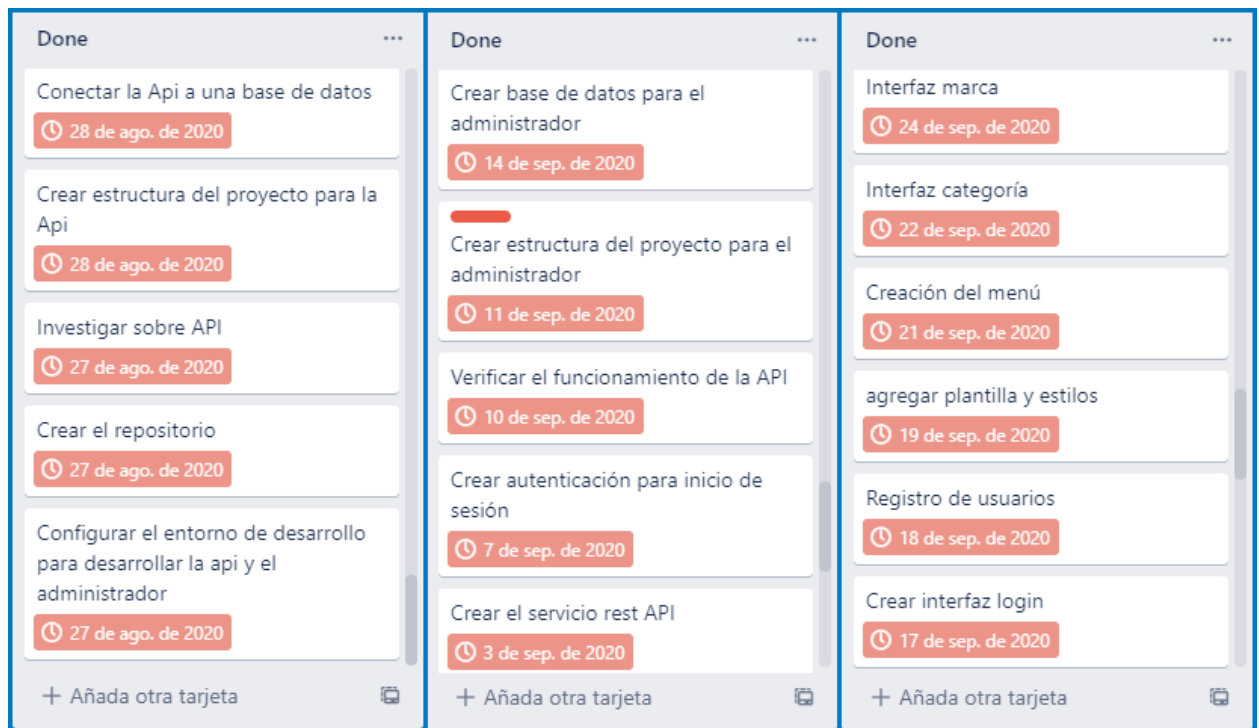 Done
Conectar la Api a una base de datos
28 de ago. de 2020
Crear estructura del proyecto para la
Api
28 de ago. de 2020
Investigar sobre API
27 de ago. de 2020
Crear el repositorio
27 de ago. de 2020
Configurar el entorno de desarrollo
para desarrollar la api y el
administrador
27 de ago. de 2020
+ Añada otra tarjeta
Done
Crear base de datos para el
administrador
14 de sep. de 2020
Crear estructura del proyecto para el
administrador
11 de sep. de 2020
Verificar el funcionamiento de la API
10 de sep. de 2020
Crear autenticación para inicio de
sesión
7 de sep. de 2020
Crear el servicio rest API
3 de sep. de 2020
+ Añada otra tarjeta
Done
Interfaz marca
24 de sep. de 2020
Interfaz categoría
22 de sep. de 2020
Creación del menú
21 de sep. de 2020
agregar plantilla y estilos
19 de sep. de 2020
Registro de usuarios
18 de sep. de 2020
Crear interfaz login
17 de sep. de 2020
+ Añada otra tarjeta